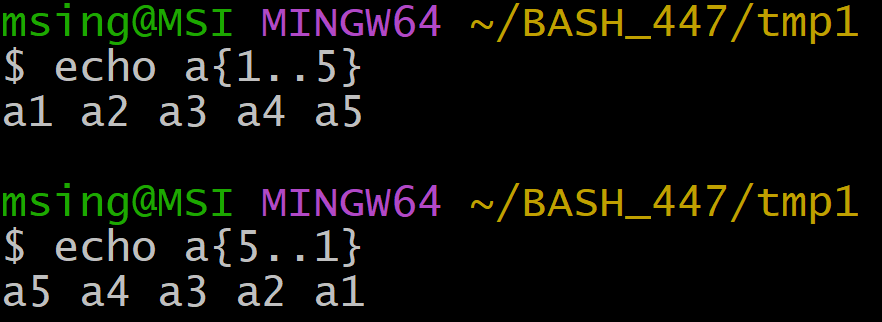 msing@MSI MINGW64 ~/BASH_447/tmp1
$ echo a{1..5}
a1 a2 a3 a4 a5
msing@MSI MINGW64 ~/BASH_447/tmp1
$ echo a{5..1}
a5 a4 a3 a2 a1